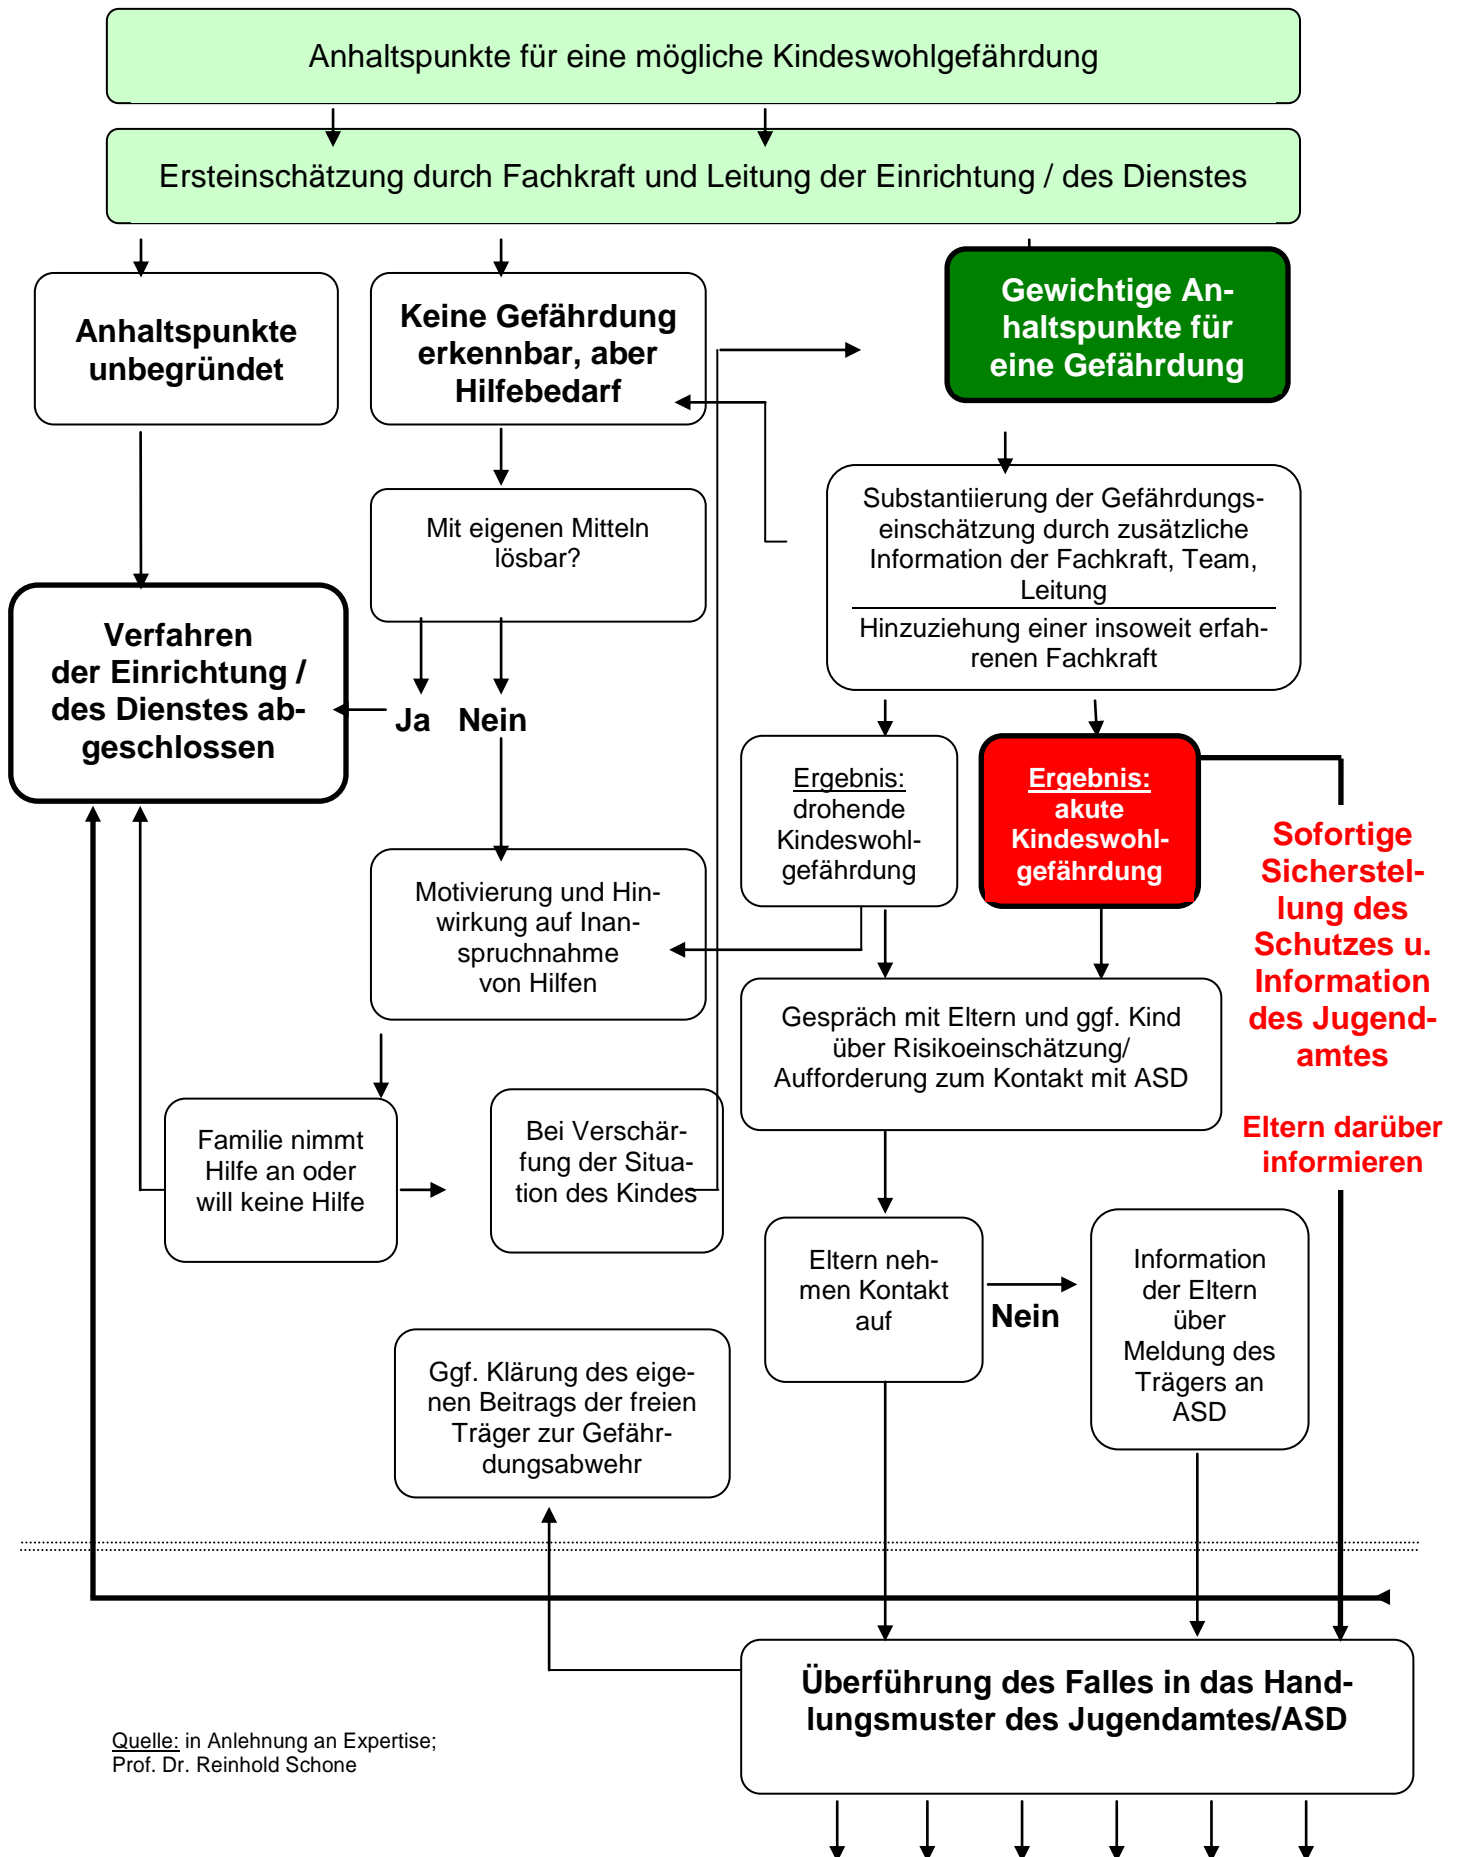 Anhaltspunkte für eine mögliche Kindeswohlgefährdung
Ersteinschätzung durch Fachkraft und Leitung der Einrichtung / des Dienstes
Anhaltspunkte
unbegründet
Keine Gefährdung
erkennbar, aber
Hilfebedarf
Gewichtige An-
haltspunkte für
eine Gefährdung
Mit eigenen Mitteln
lösbar?
Substantiierung der Gefährdungs-
einschätzung durch zusätzliche
Information der Fachkraft, Team,
Leitung
Hinzuziehung einer insoweit erfah-
renen Fachkraft
Verfahren
der Einrichtung /
des Dienstes ab-
geschlossen
Ja Nein
Ergebnis:
drohende
Kindeswohl-
gefährdung
Ergebnis:
akute
Kindeswohl-
gefährdung
Sofortige
Sicherstel-
lung des
Schutzes u.
Information
des Jugend-
amtes
Eltern darüber
informieren
Motivierung und Hin-
wirkung auf Inan-
spruchnahme
von Hilfen
Gespräch mit Eltern und ggf. Kind
über Risikoeinschätzung/
Aufforderung zum Kontakt mit ASD
Familie nimmt
Hilfe an oder
will keine Hilfe
Bei Verschär-
fung der Situa-
tion des Kindes
Eltern neh-
men Kontakt
auf
Nein
Information
der Eltern
über
Meldung des
Trägers an
ASD
Ggf. Klärung des eige-
nen Beitrags der freien
Träger zur Gefähr-
dungsabwehr
Überführung des Falles in das Hand-
lungsmuster des Jugendamtes/ASD
Quelle: in Anlehnung an Expertise;
Prof. Dr. Reinhold Schone